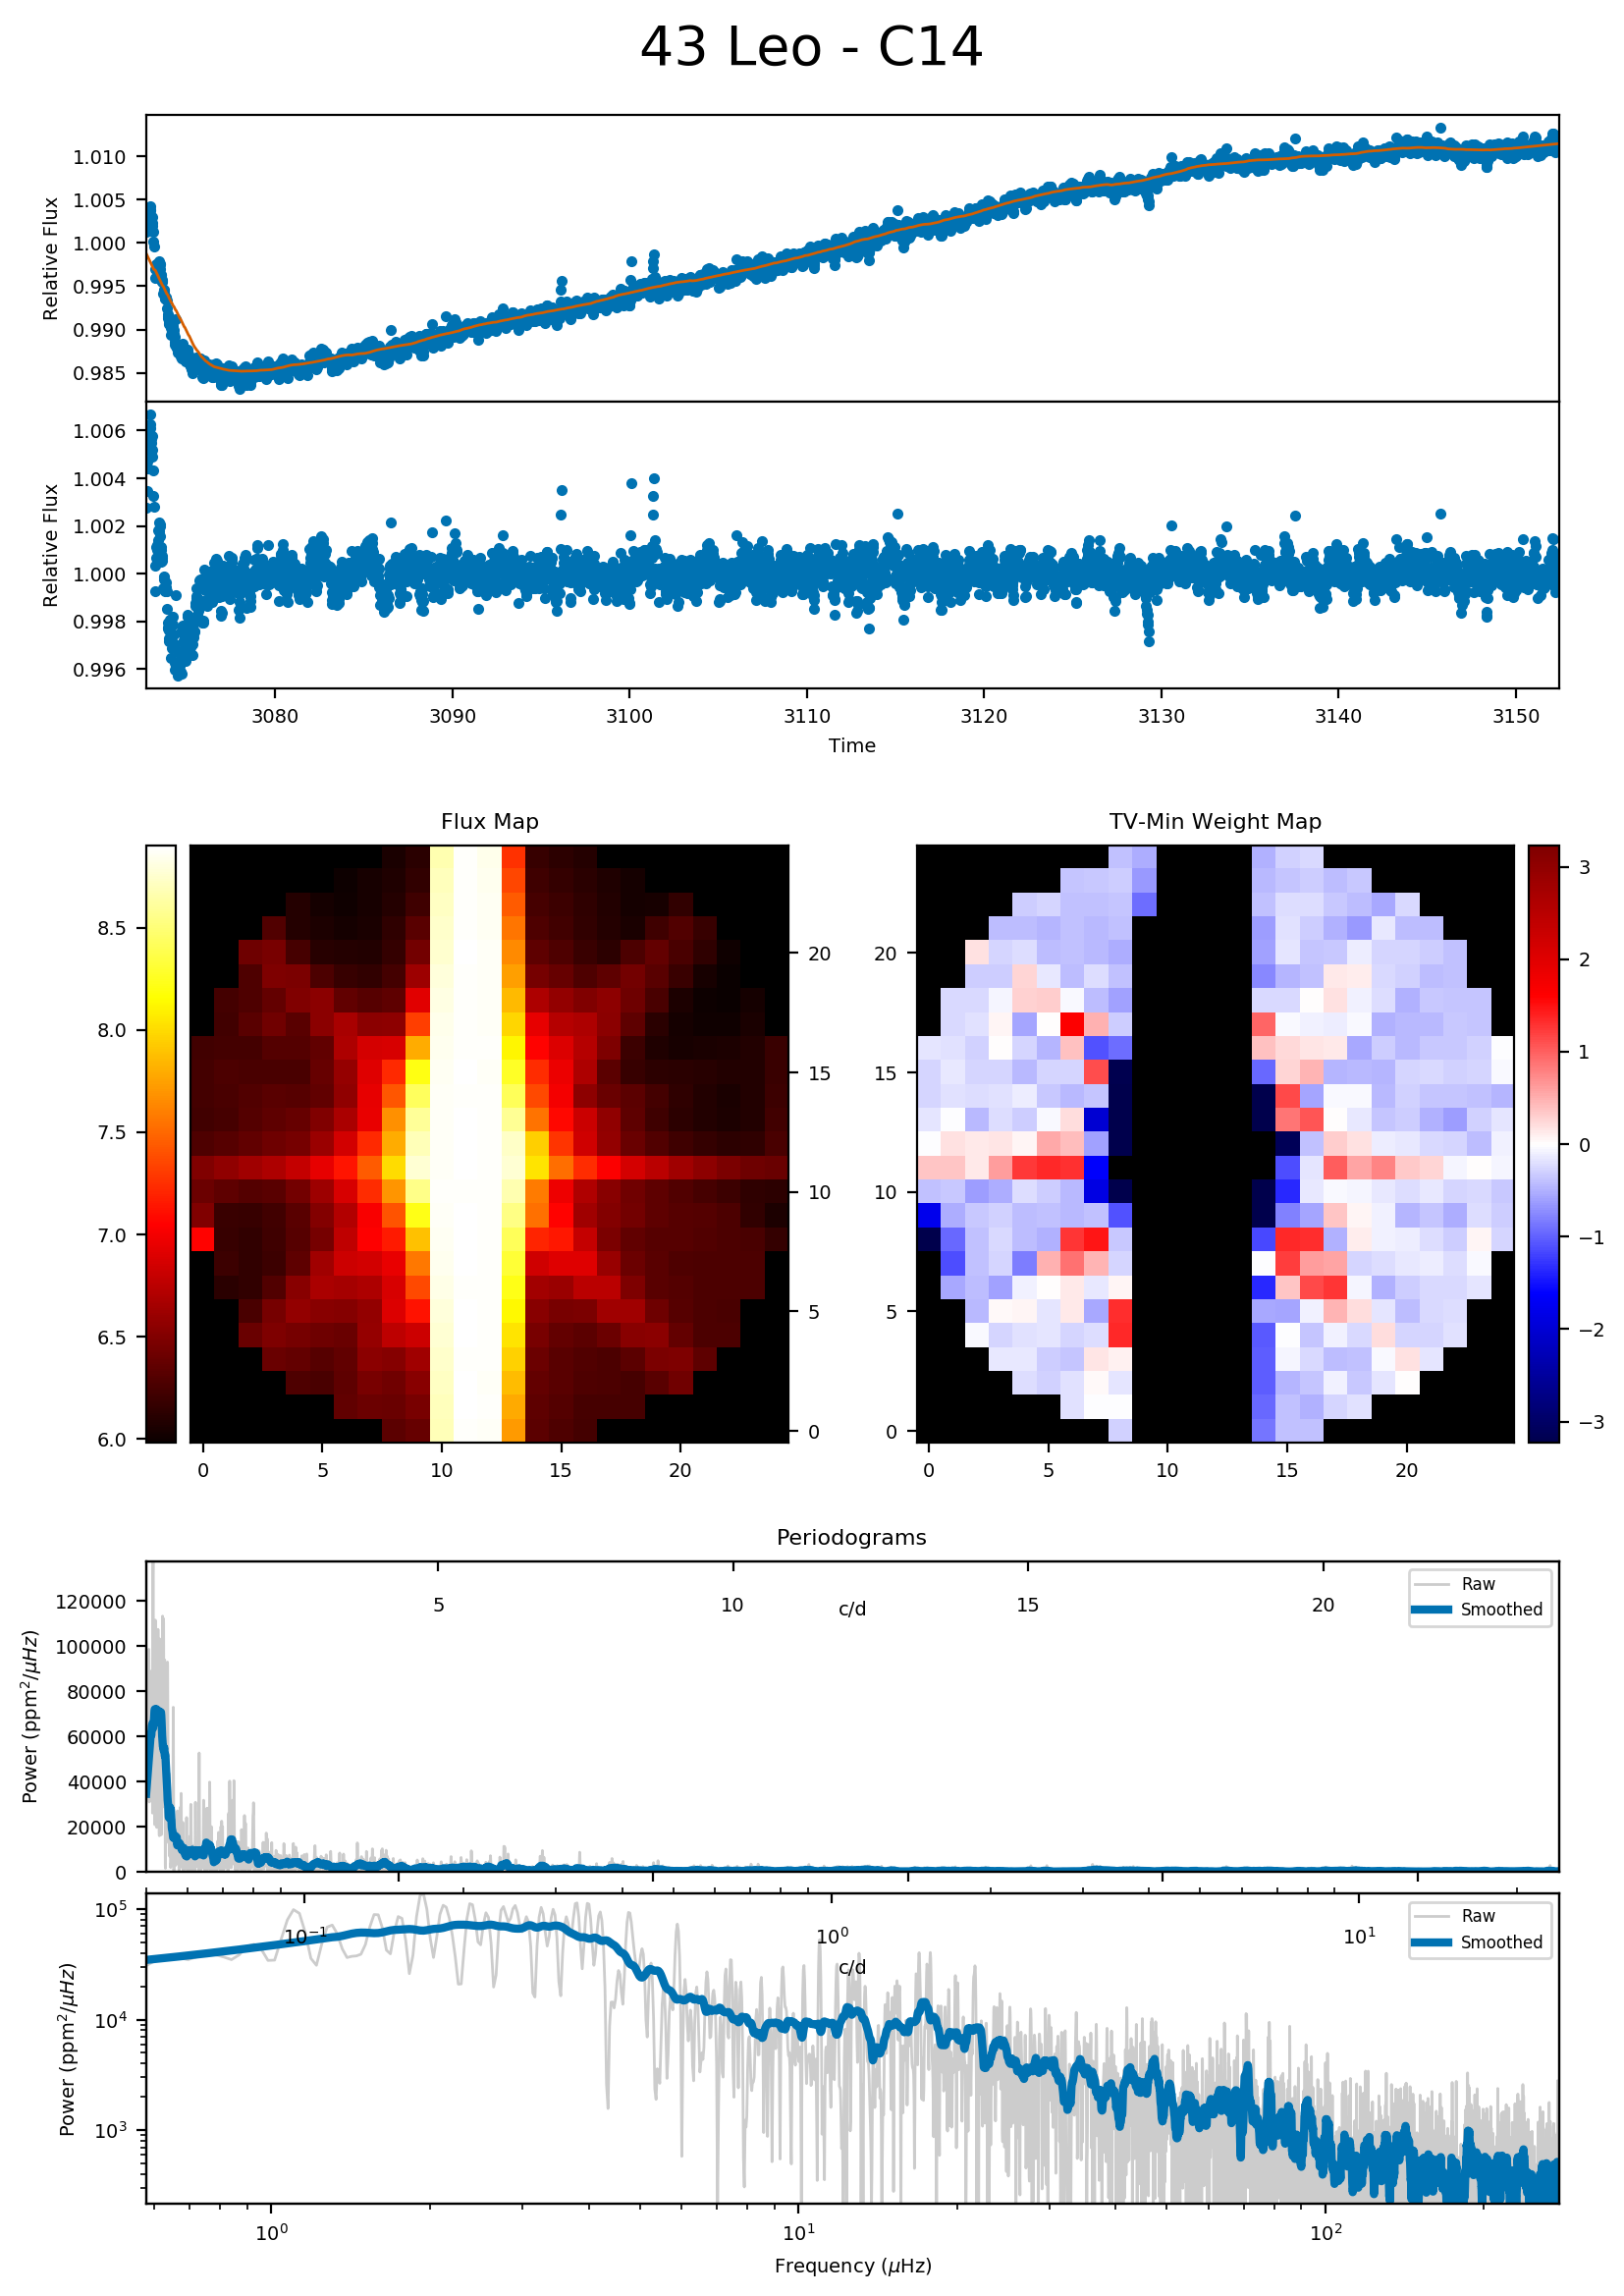 43 Leo - C14
Relative Flux
1.010
1.005
1.000
0.995
0.990
0.985
Relative Flux
1.006
1.004
1.002
1.000
0.998
0.996
3080 3090 3100 3110 3120 3130 3140 3150
Time
Flux Map
TV-Min Weight Map
8.5
8.0
7.5
7.0
6.5
6.0
20
15
10
5
0
0 5 10 15 20
20
15
10
5
0
0 5 10 15 20
3
2
1
0
−1
−2
−3
Periodograms
Power (ppm²/μHz)
120000
100000
80000
60000
40000
20000
0
5 10 15 20
c/d
Raw
Smoothed
Power (ppm²/μHz)
10⁵
10⁴
10³
10⁻¹ 10⁰ 10¹
c/d
Raw
Smoothed
10⁰ 10¹ 10²
Frequency (μHz)